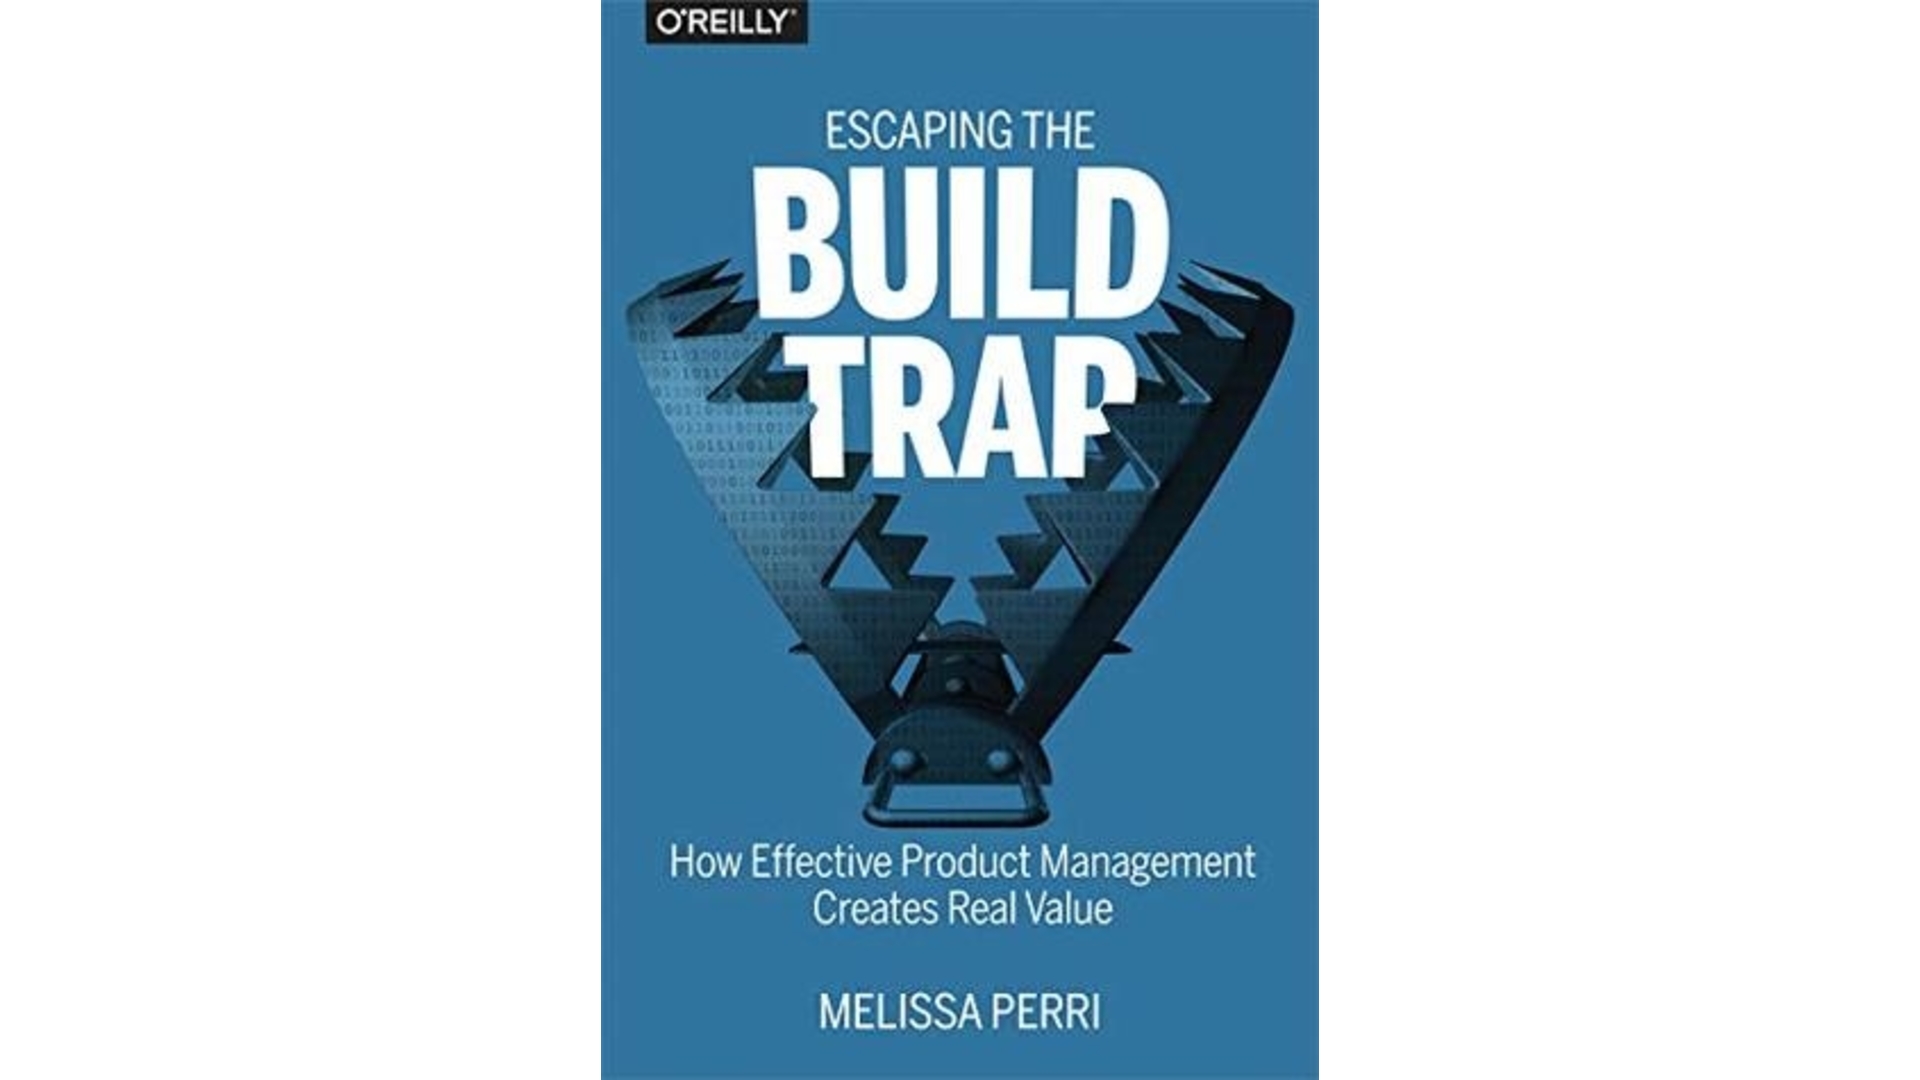 O'REILLY®
ESCAPING THE
BUILD
TRAP
How Effective Product Management
Creates Real Value
MELISSA PERRI